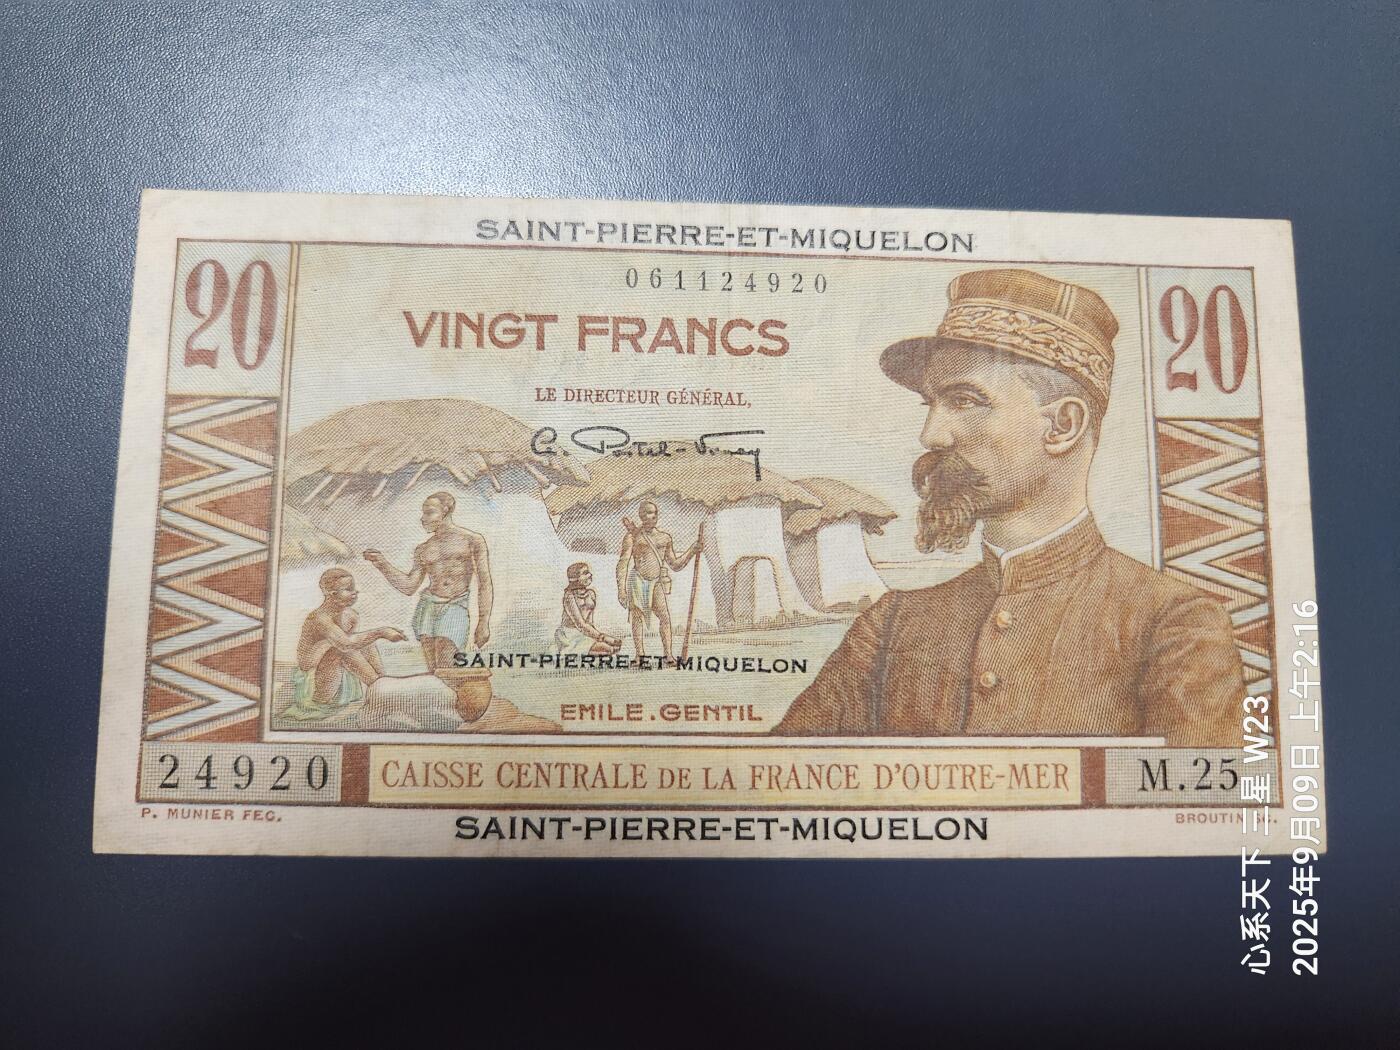 SAINT-PIERRE-ET-MIQUELON
20
061124920
20
VINGT FRANCS
LE DIRECTEUR GÉNÉRAL,
SAINT-PIERRE-ET-MIQUELON
EMILE.GENTIL
24920
CAISSE CENTRALE DE LA FRANCE D'OUTRE-MER
M.25
P. MUNIER FEC.
SAINT-PIERRE-ET-MIQUELON
BROUTIN SC.
心系天下 三星 W23
2025年9月09日 上午2:16